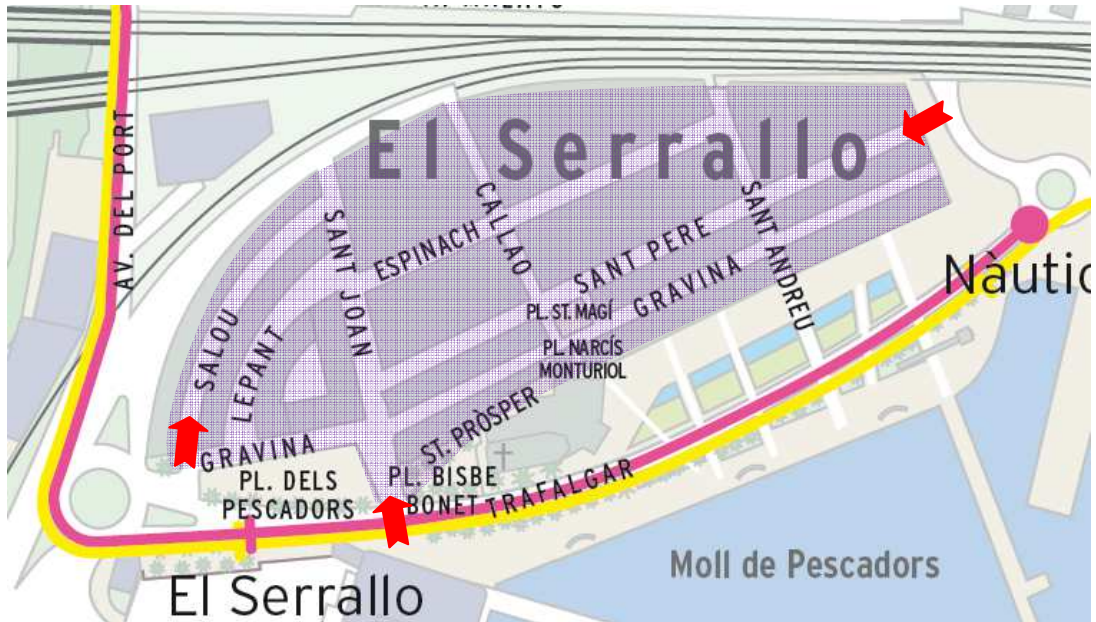 El Serrallo
AV. DEL PORT
SANT JOAN
CALLAO
ESPINACH
SANT PERE
SANT ANDREU
GRAVINA
PL. ST. MAGÍ
PL. NARCÍS
MONTURIOL
SALOU
LEPANT
ST. PRÒSPER
GRAVINA
PL. DELS
PESCADORS
PL. BISBE
BONET
TRAFALGAR
Nàutic
Moll de Pescadors
El Serrallo